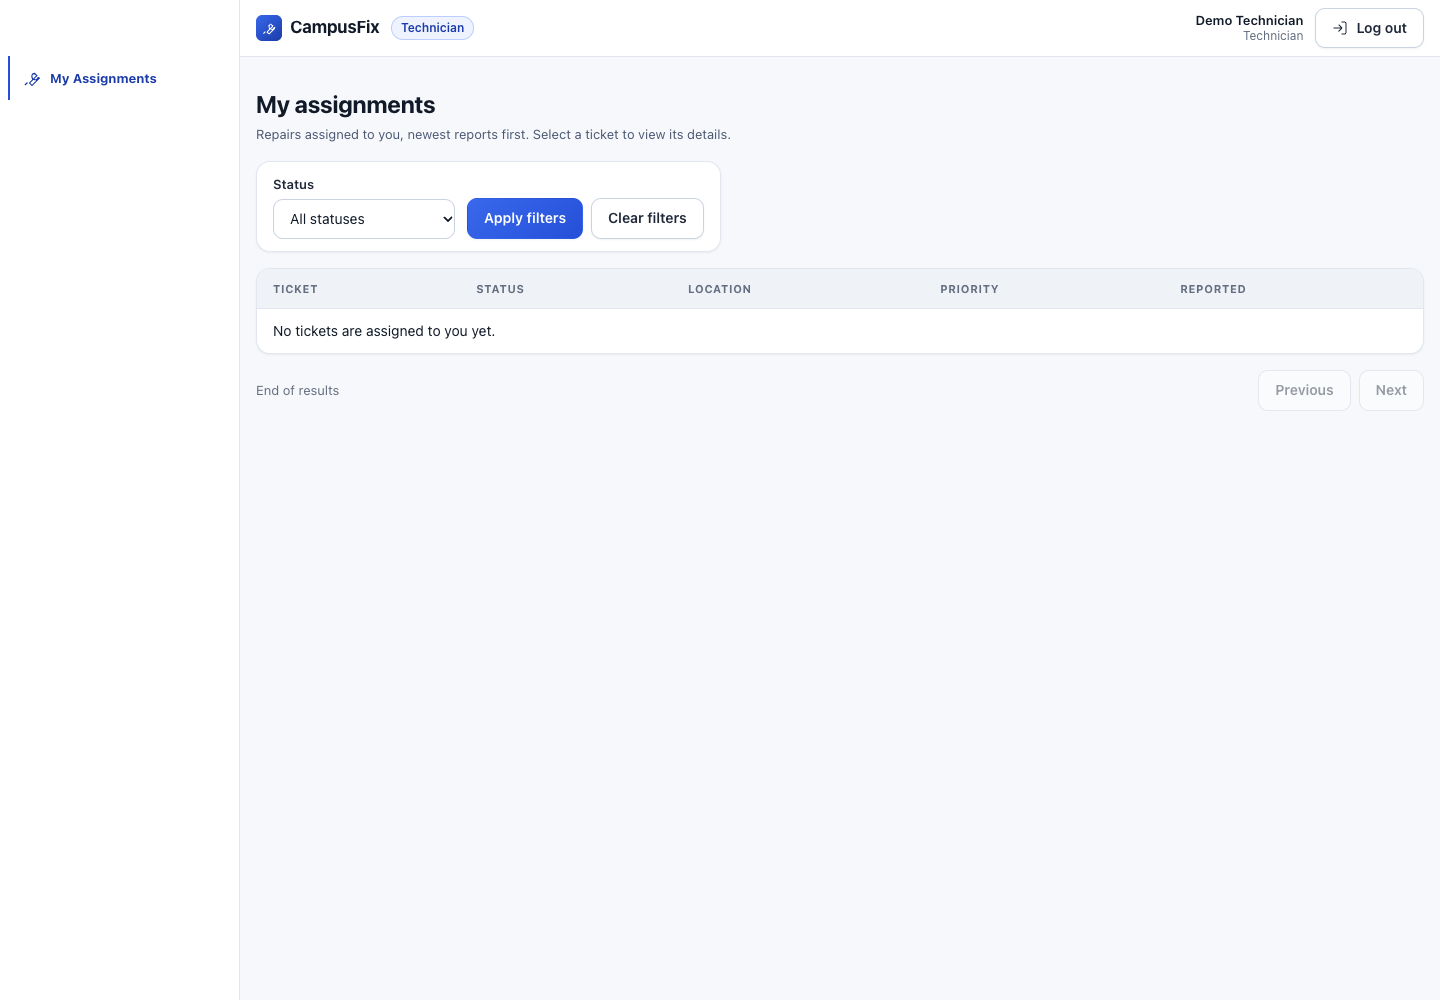 CampusFix
Technician
Demo Technician
Technician
Log out
My Assignments
My assignments
Repairs assigned to you, newest reports first. Select a ticket to view its details.
Status
All statuses
Apply filters
Clear filters
TICKET STATUS LOCATION PRIORITY REPORTED
No tickets are assigned to you yet.
End of results
Previous
Next